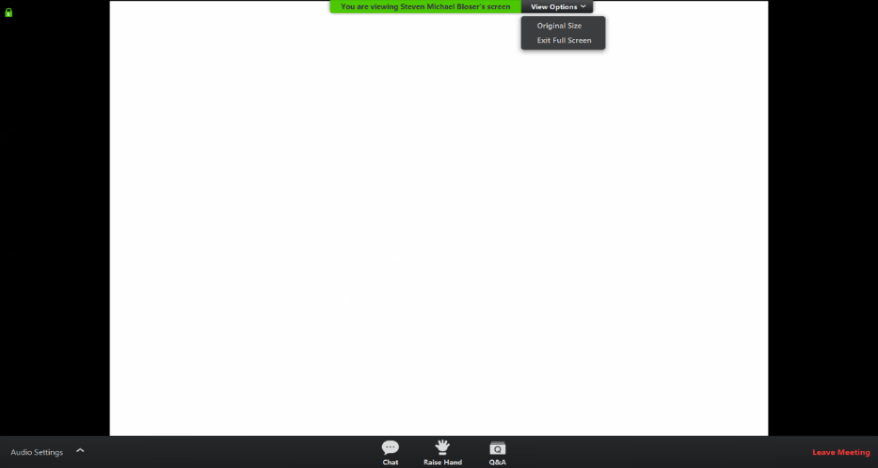 You are viewing Steven Michael Bloser's screen
View Options
Original Size
Exit Full Screen
Audio Settings
Chat
Raise Hand
Q&A
Leave Meeting